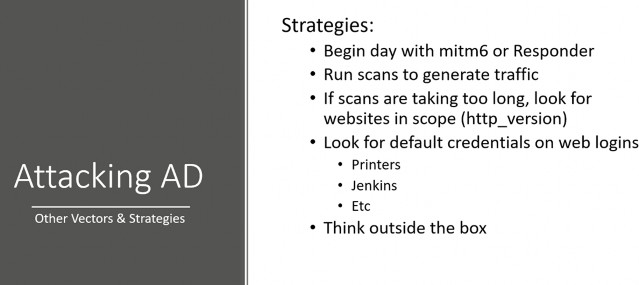 Attacking AD
Other Vectors & Strategies
Strategies:
• Begin day with mitm6 or Responder
• Run scans to generate traffic
• If scans are taking too long, look for
websites in scope (http_version)
• Look for default credentials on web logins
• Printers
• Jenkins
• Etc
• Think outside the box